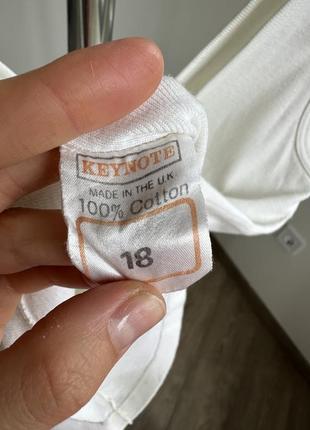 KEYNOTE
MADE IN THE U.K
100% Cotton
18